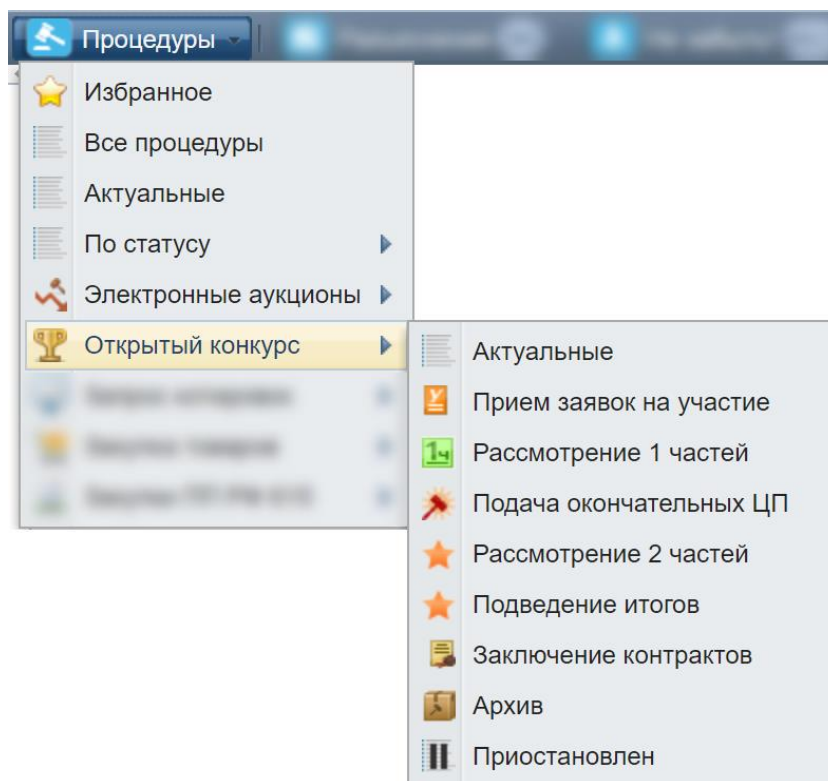 Процедуры
Избранное
Все процедуры
Актуальные
По статусу
Электронные аукционы
Открытый конкурс
Актуальные
Прием заявок на участие
1ч Рассмотрение 1 частей
Подача окончательных ЦП
Рассмотрение 2 частей
Подведение итогов
Заключение контрактов
Архив
Приостановлен